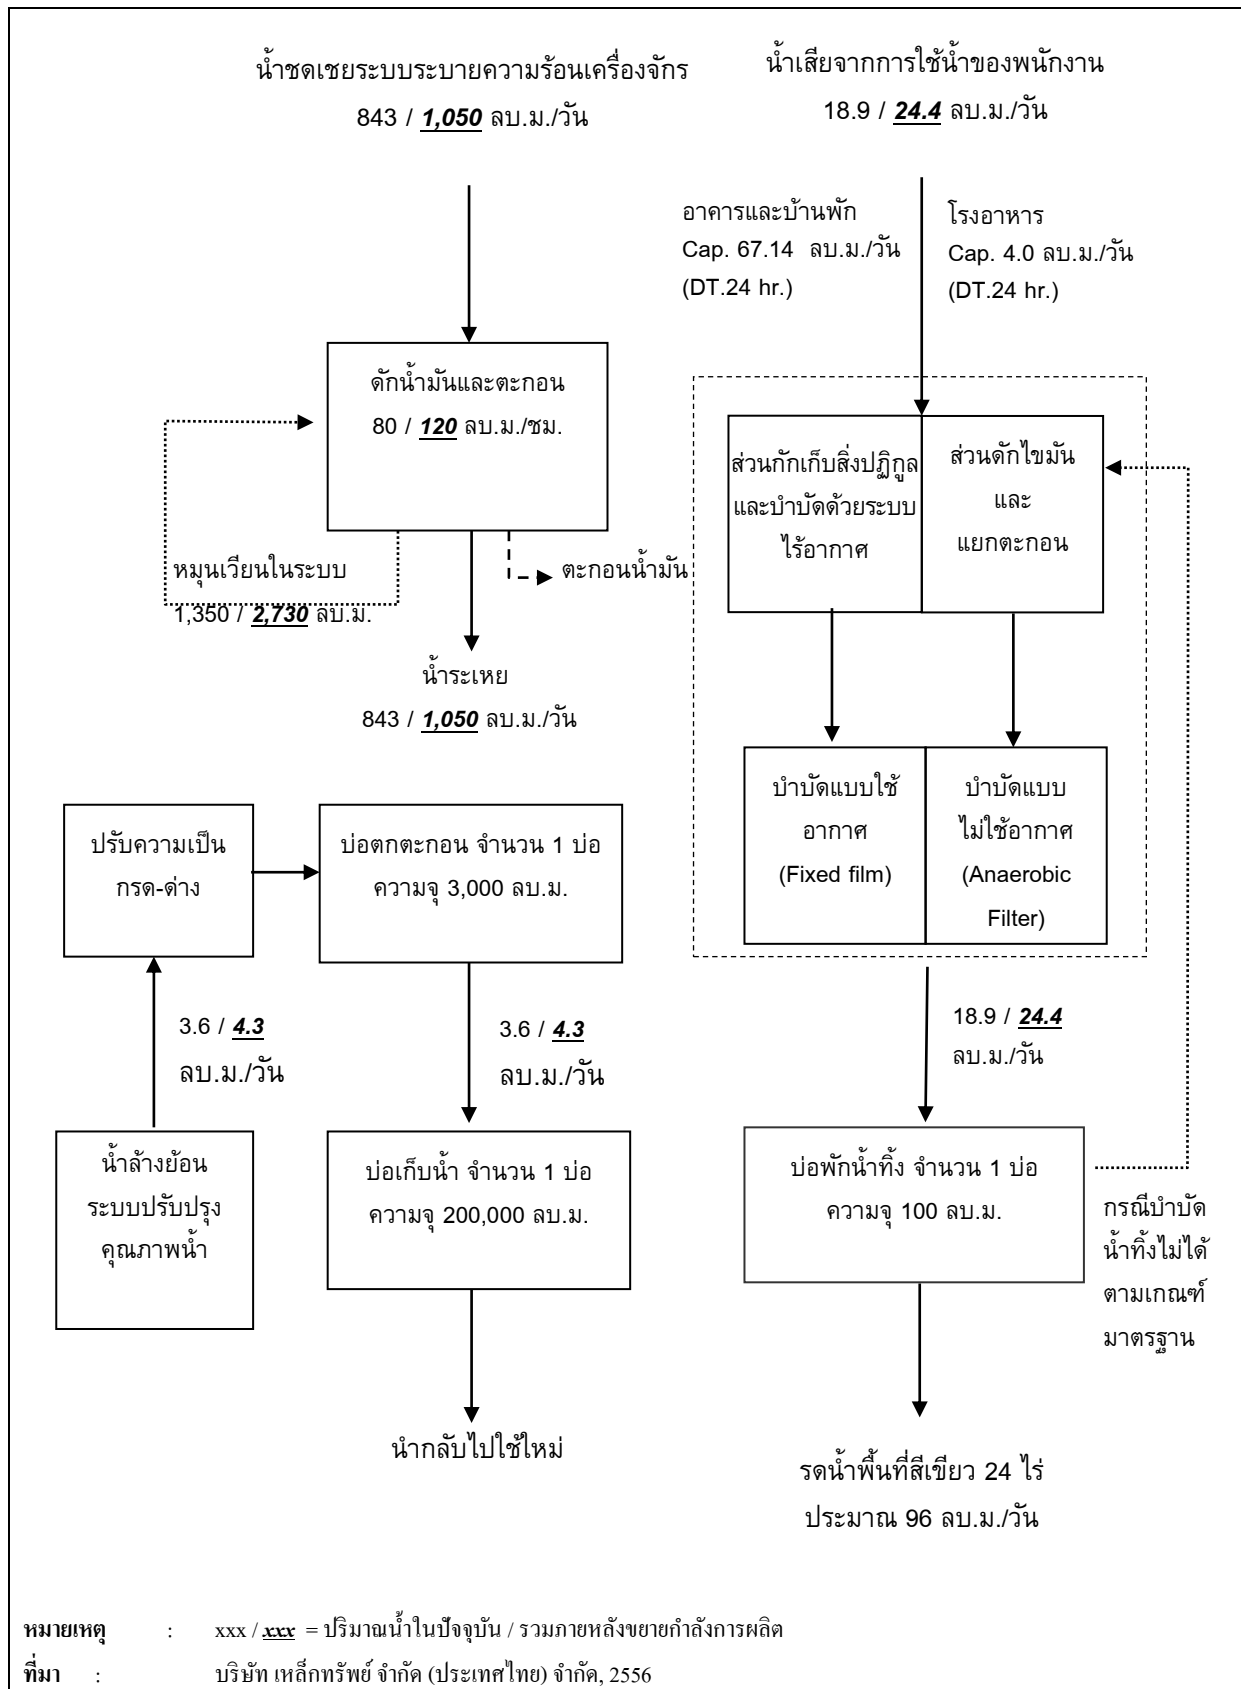 น้ำชดเชยระบบระบายความร้อนเครื่องจักร
843 / 1,050 ลบ.ม./วัน
น้ำเสียจากการใช้น้ำของพนักงาน
18.9 / 24.4 ลบ.ม./วัน
อาคารและบ้านพัก
Cap. 67.14 ลบ.ม./วัน
(DT.24 hr.)
โรงอาหาร
Cap. 4.0 ลบ.ม./วัน
(DT.24 hr.)
ดักน้ำมันและตะกอน
80 / 120 ลบ.ม./ชม.
หมุนเวียนในระบบ
1,350 / 2,730 ลบ.ม.
ตะกอนน้ำมัน
น้ำระเหย
843 / 1,050 ลบ.ม./วัน
ส่วนกักเก็บสิ่งปฏิกูล
และบำบัดด้วยระบบ
ไร้อากาศ
ส่วนดักไขมัน
และ
แยกตะกอน
บำบัดแบบใช้
อากาศ
(Fixed film)
บำบัดแบบ
ไม่ใช้อากาศ
(Anaerobic
Filter)
ปรับความเป็น
กรด-ด่าง
บ่อตกตะกอน จำนวน 1 บ่อ
ความจุ 3,000 ลบ.ม.
3.6 / 4.3
ลบ.ม./วัน
3.6 / 4.3
ลบ.ม./วัน
18.9 / 24.4
ลบ.ม./วัน
น้ำล้างย้อน
ระบบปรับปรุง
คุณภาพน้ำ
บ่อเก็บน้ำ จำนวน 1 บ่อ
ความจุ 200,000 ลบ.ม.
บ่อพักน้ำทิ้ง จำนวน 1 บ่อ
ความจุ 100 ลบ.ม.
กรณีบำบัด
น้ำทิ้งไม่ได้
ตามเกณฑ์
มาตรฐาน
นำกลับไปใช้ใหม่
รดน้ำพื้นที่สีเขียว 24 ไร่
ประมาณ 96 ลบ.ม./วัน
หมายเหตุ : xxx / xxx = ปริมาณน้ำในปัจจุบัน / รวมภายหลังขยายกำลังการผลิต
ที่มา : บริษัท เหล็กทรัพย์ จำกัด (ประเทศไทย) จำกัด, 2556